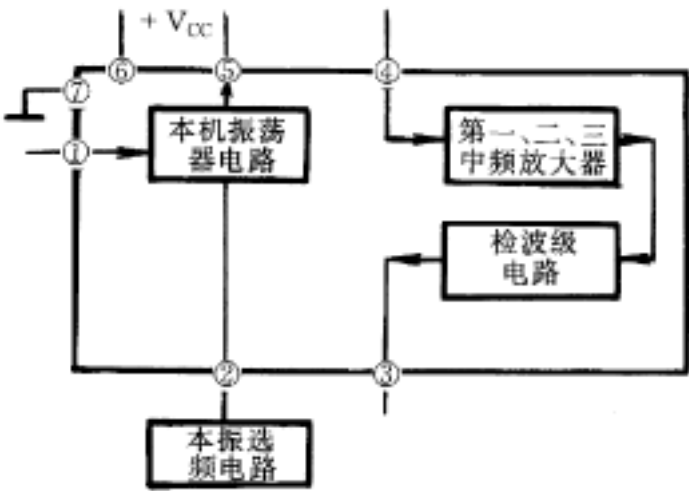 + V_CC
⑥
⑤
④
⑦
①
本机振荡
器电路
第一、二、三
中频放大器
检波级
电路
②
③
本振选
频电路